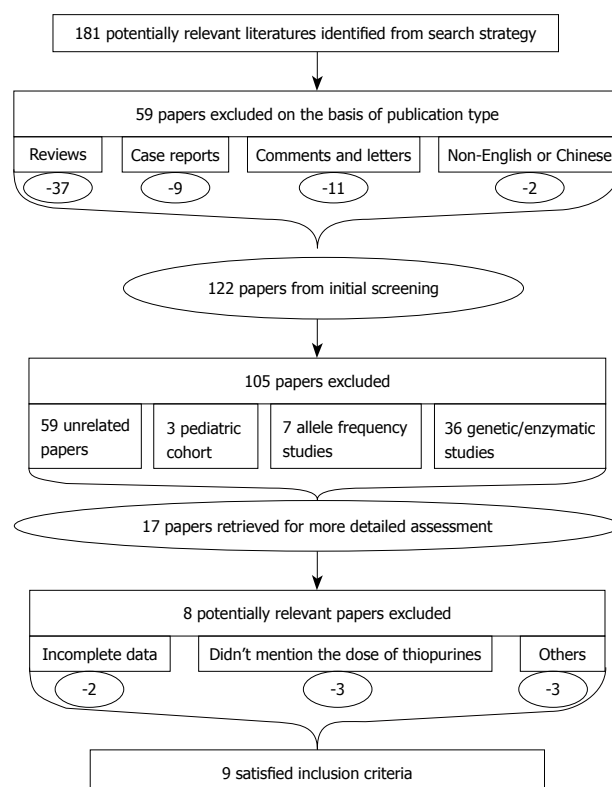 181 potentially relevant literatures identified from search strategy
59 papers excluded on the basis of publication type
Reviews
Case reports
Comments and letters
Non-English or Chinese
-37
-9
-11
-2
122 papers from initial screening
105 papers excluded
59 unrelated
papers
3 pediatric
cohort
7 allele frequency
studies
36 genetic/enzymatic
studies
17 papers retrieved for more detailed assessment
8 potentially relevant papers excluded
Incomplete data
Didn't mention the dose of thiopurines
Others
-2
-3
-3
9 satisfied inclusion criteria